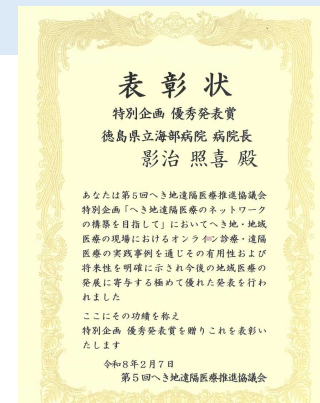 表彰状
特別企画 優秀発表賞
徳島県立海部病院 病院長
影治 照喜 殿
あなたは第5回へき地遠隔医療推進協議会
特別企画「へき地遠隔医療のネットワーク
の構築を目指して」においてへき地・地域
医療の現場におけるオンライン診療・遠隔
医療の実践事例を通じその有用性および
将来性を明確に示され今後の地域医療の
発展に寄与する極めて優れた発表を行わ
れました
ここにその功績を称え
特別企画 優秀発表賞を贈りこれを表彰い
たします
令和8年2月7日
第5回へき地遠隔医療推進協議会